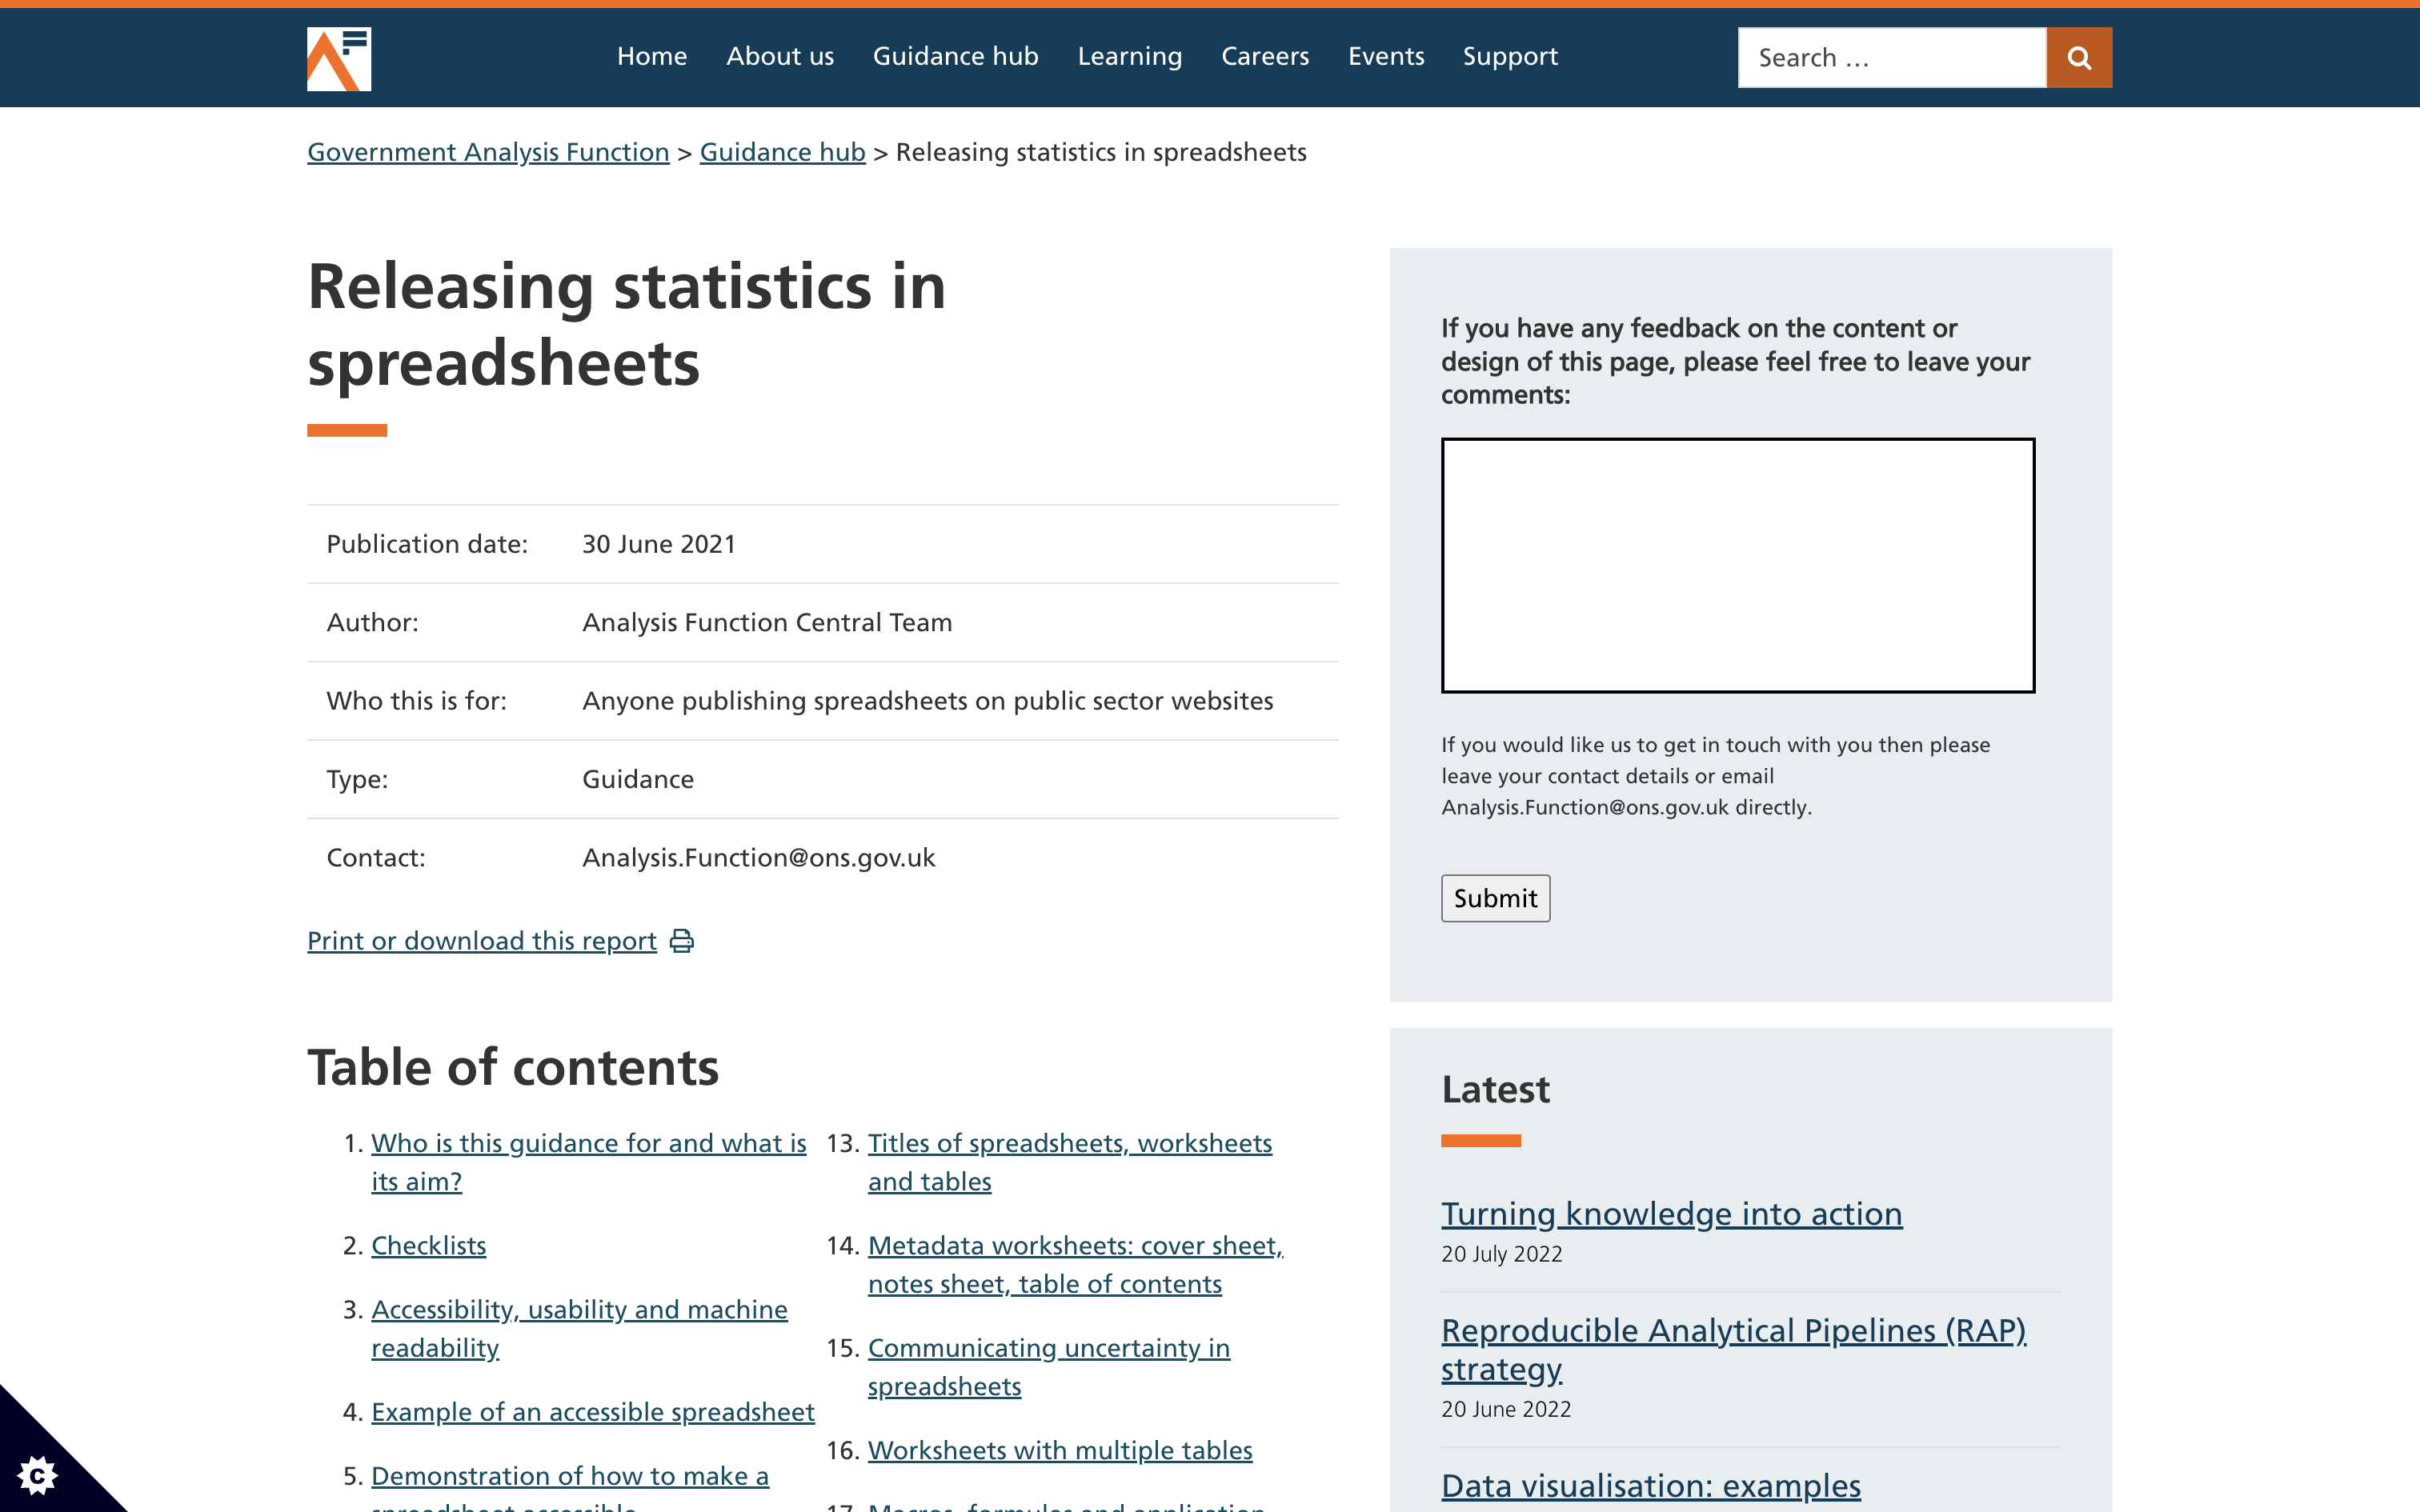 Home
About us
Guidance hub
Learning
Careers
Events
Support
Search …
Government Analysis Function > Guidance hub > Releasing statistics in spreadsheets
Releasing statistics in
spreadsheets
Publication date: 30 June 2021
Author: Analysis Function Central Team
Who this is for: Anyone publishing spreadsheets on public sector websites
Type: Guidance
Contact: Analysis.Function@ons.gov.uk
Print or download this report
Table of contents
1. Who is this guidance for and what is
its aim?
2. Checklists
3. Accessibility, usability and machine
readability
4. Example of an accessible spreadsheet
5. Demonstration of how to make a
spreadsheet accessible
13. Titles of spreadsheets, worksheets
and tables
14. Metadata worksheets: cover sheet,
notes sheet, table of contents
15. Communicating uncertainty in
spreadsheets
16. Worksheets with multiple tables
17. Macros, formulas and application
If you have any feedback on the content or
design of this page, please feel free to leave your
comments:
If you would like us to get in touch with you then please
leave your contact details or email
Analysis.Function@ons.gov.uk directly.
Submit
Latest
Turning knowledge into action
20 July 2022
Reproducible Analytical Pipelines (RAP)
strategy
20 June 2022
Data visualisation: examples
C